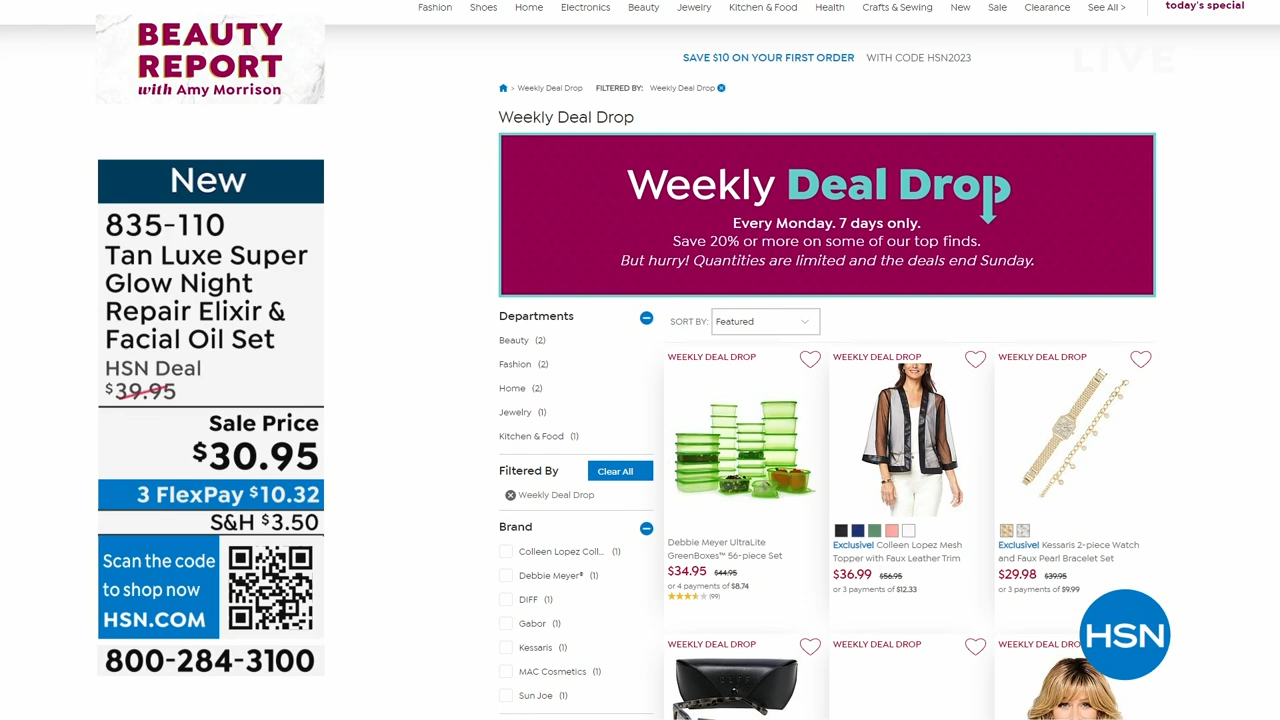 Fashion Shoes Home Electronics Beauty Jewelry Kitchen & Food Health Crafts & Sewing New Sale Clearance See All > today's special
BEAUTY
REPORT
with Amy Morrison
LIVE
SAVE $10 ON YOUR FIRST ORDER WITH CODE HSN2023
> Weekly Deal Drop FILTERED BY: Weekly Deal Drop
Weekly Deal Drop
Weekly Deal Drop
Every Monday. 7 days only.
Save 20% or more on some of our top finds.
But hurry! Quantities are limited and the deals end Sunday.
New
835-110
Tan Luxe Super
Glow Night
Repair Elixir &
Facial Oil Set
HSN Deal
$39.95
Sale Price
$30.95
3 FlexPay $10.32
S&H $3.50
Scan the code
to shop now
HSN.COM
800-284-3100
Departments
Beauty (2)
Fashion (2)
Home (2)
Jewelry (1)
Kitchen & Food (1)
Filtered By Clear All
Weekly Deal Drop
Brand
Colleen Lopez Coll... (1)
Debbie Meyer® (1)
DIFF (1)
Gabor (1)
Kessaris (1)
MAC Cosmetics (1)
Sun Joe (1)
SORT BY: Featured
WEEKLY DEAL DROP
Debbie Meyer UltraLite
GreenBoxes™ 56-piece Set
$34.95 $44.95
or 4 payments of $8.74
(99)
WEEKLY DEAL DROP
Exclusive! Colleen Lopez Mesh
Topper with Faux Leather Trim
$36.99 $56.95
or 3 payments of $12.33
WEEKLY DEAL DROP
Exclusive! Kessaris 2-piece Watch
and Faux Pearl Bracelet Set
$29.98 $39.95
or 3 payments of $9.99
WEEKLY DEAL DROP
WEEKLY DEAL DROP
WEEKLY DEAL DRO
HSN